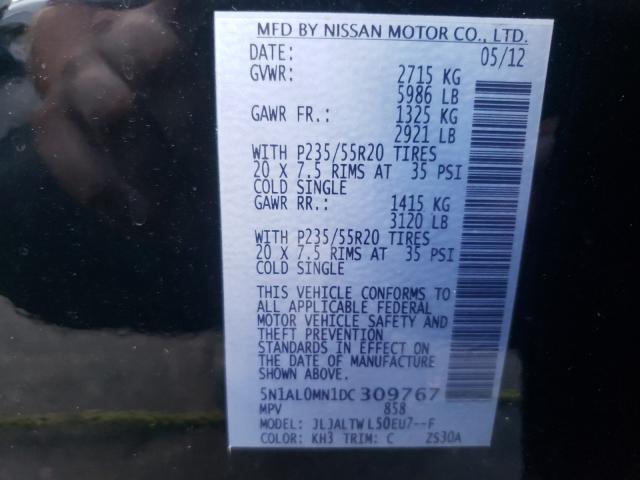 MFD BY NISSAN MOTOR CO., LTD.
DATE: 05/12
GVWR: 2715 KG
5986 LB
GAWR FR.: 1325 KG
2921 LB
WITH P235/55R20 TIRES
20 X 7.5 RIMS AT 35 PSI
COLD SINGLE
GAWR RR.: 1415 KG
3120 LB
WITH P235/55R20 TIRES
20 X 7.5 RIMS AT 35 PSI
COLD SINGLE
THIS VEHICLE CONFORMS TO
ALL APPLICABLE FEDERAL
MOTOR VEHICLE SAFETY AND
THEFT PREVENTION
STANDARDS IN EFFECT ON
THE DATE OF MANUFACTURE
SHOWN ABOVE.
5N1AL0MN1DC309767
MPV 858
MODEL: JLJALTWL50EU7--F
COLOR: KH3 TRIM: C ZS30A